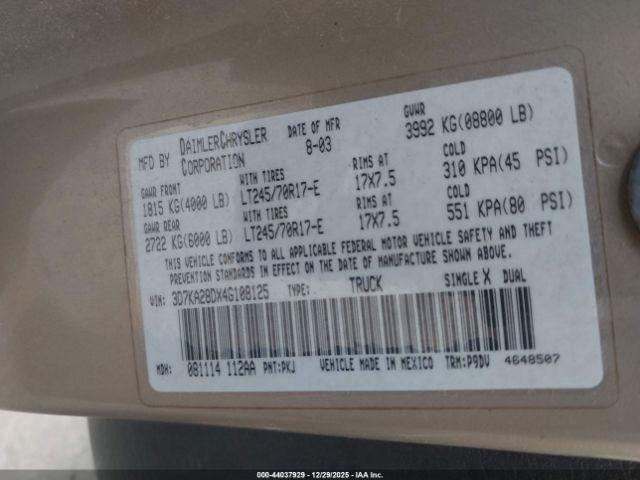 MFD BY DAIMLERCHRYSLER CORPORATION DATE OF MFR 8-03 GVWR 3992 KG(08800 LB)
GAWR FRONT 1815 KG(4000 LB) WITH TIRES LT245/70R17-E RIMS AT 17X7.5 COLD 310 KPA(45 PSI)
GAWR REAR 2722 KG(6000 LB) WITH TIRES LT245/70R17-E RIMS AT 17X7.5 COLD 551 KPA(80 PSI)
THIS VEHICLE CONFORMS TO ALL APPLICABLE FEDERAL MOTOR VEHICLE SAFETY AND THEFT
PREVENTION STANDARDS IN EFFECT ON THE DATE OF MANUFACTURE SHOWN ABOVE.
VIN: 3D7KA28DX4G108125 TYPE: TRUCK SINGLE X DUAL
MDH: 081114 112AA PNT:PKJ VEHICLE MADE IN MEXICO TRM:P9DV 4648507
000-44037929 - 12/29/2025 - IAA Inc.